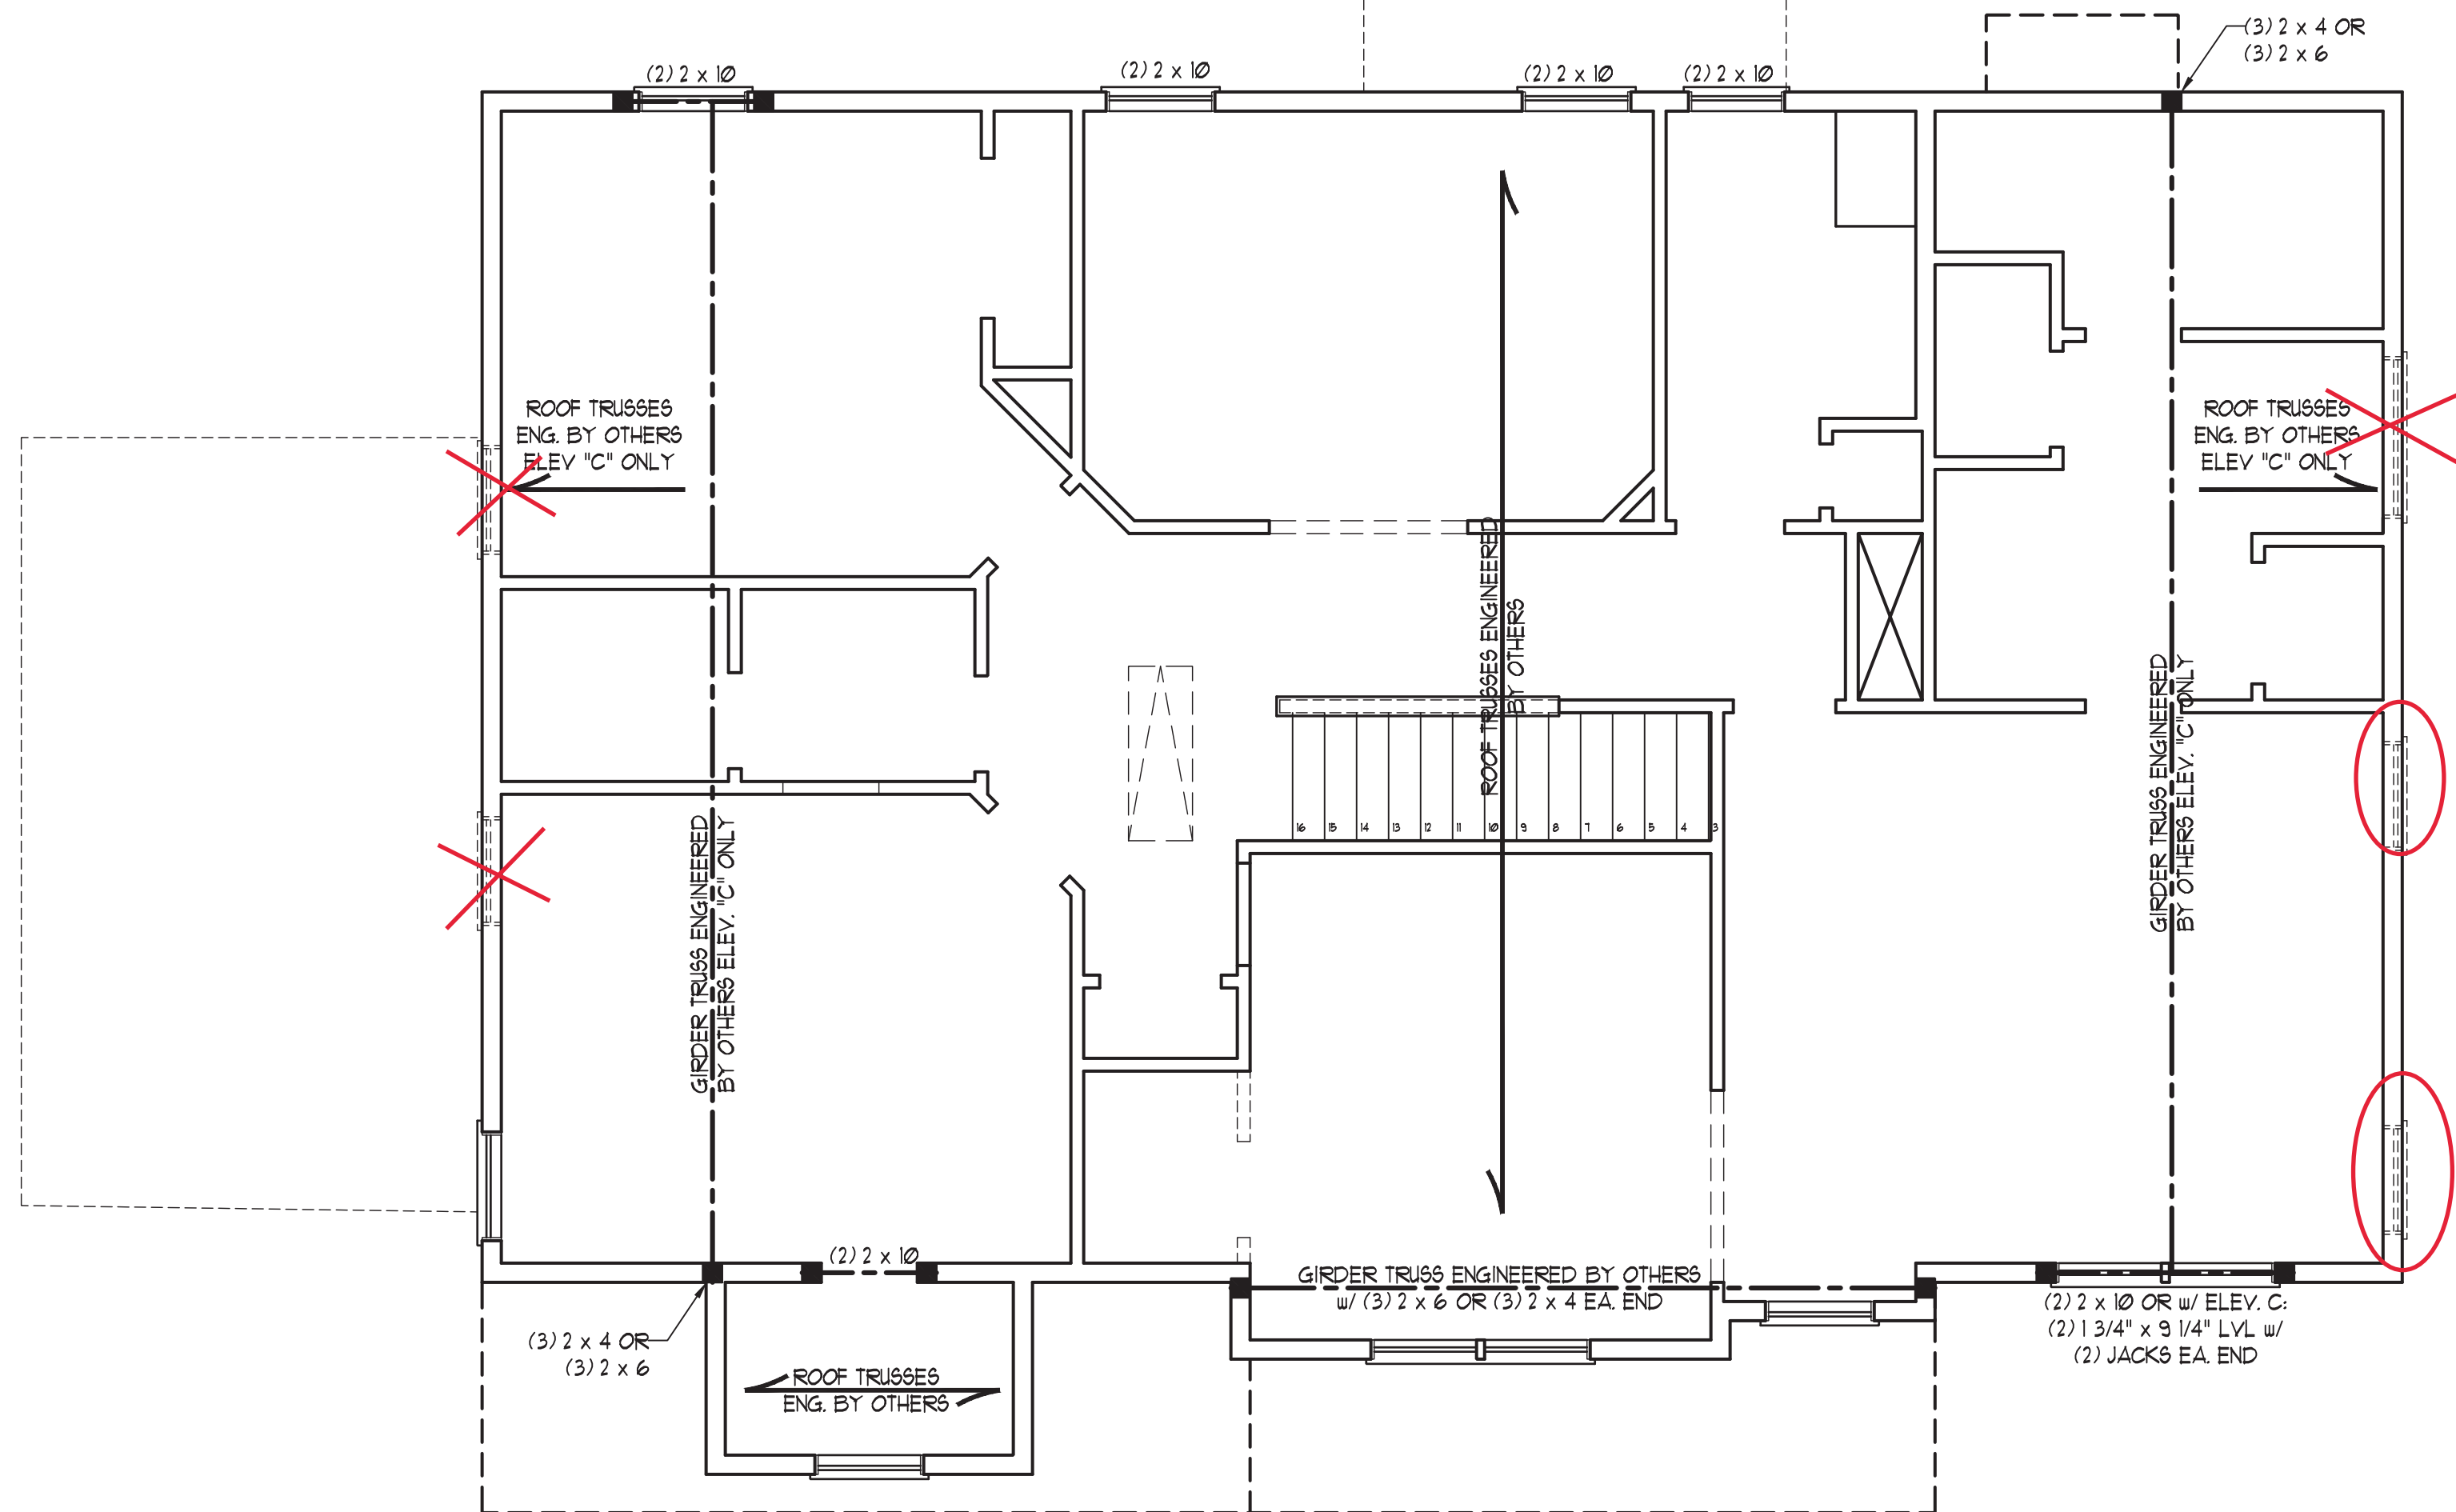 (2) 2 x 10
(2) 2 x 10
(2) 2 x 10
(2) 2 x 10
(3) 2 x 4 OR
(3) 2 x 6
ROOF TRUSSES
ENG. BY OTHERS
ELEV "C" ONLY
ROOF TRUSSES
ENG. BY OTHERS
ELEV "C" ONLY
ROOF TRUSSES ENGINEERED
BY OTHERS
GIRDER TRUSS ENGINEERED
BY OTHERS ELEV. "C" ONLY
GIRDER TRUSS ENGINEERED
BY OTHERS ELEV. "C" ONLY
16 15 14 13 12 11 10 9 8 7 6 5 4 3
(2) 2 x 10
GIRDER TRUSS ENGINEERED BY OTHERS
w/ (3) 2 x 6 OR (3) 2 x 4 EA. END
(2) 2 x 10 OR w/ ELEV. C:
(2) 1 3/4" x 9 1/4" LVL w/
(2) JACKS EA. END
(3) 2 x 4 OR
(3) 2 x 6
ROOF TRUSSES
ENG. BY OTHERS